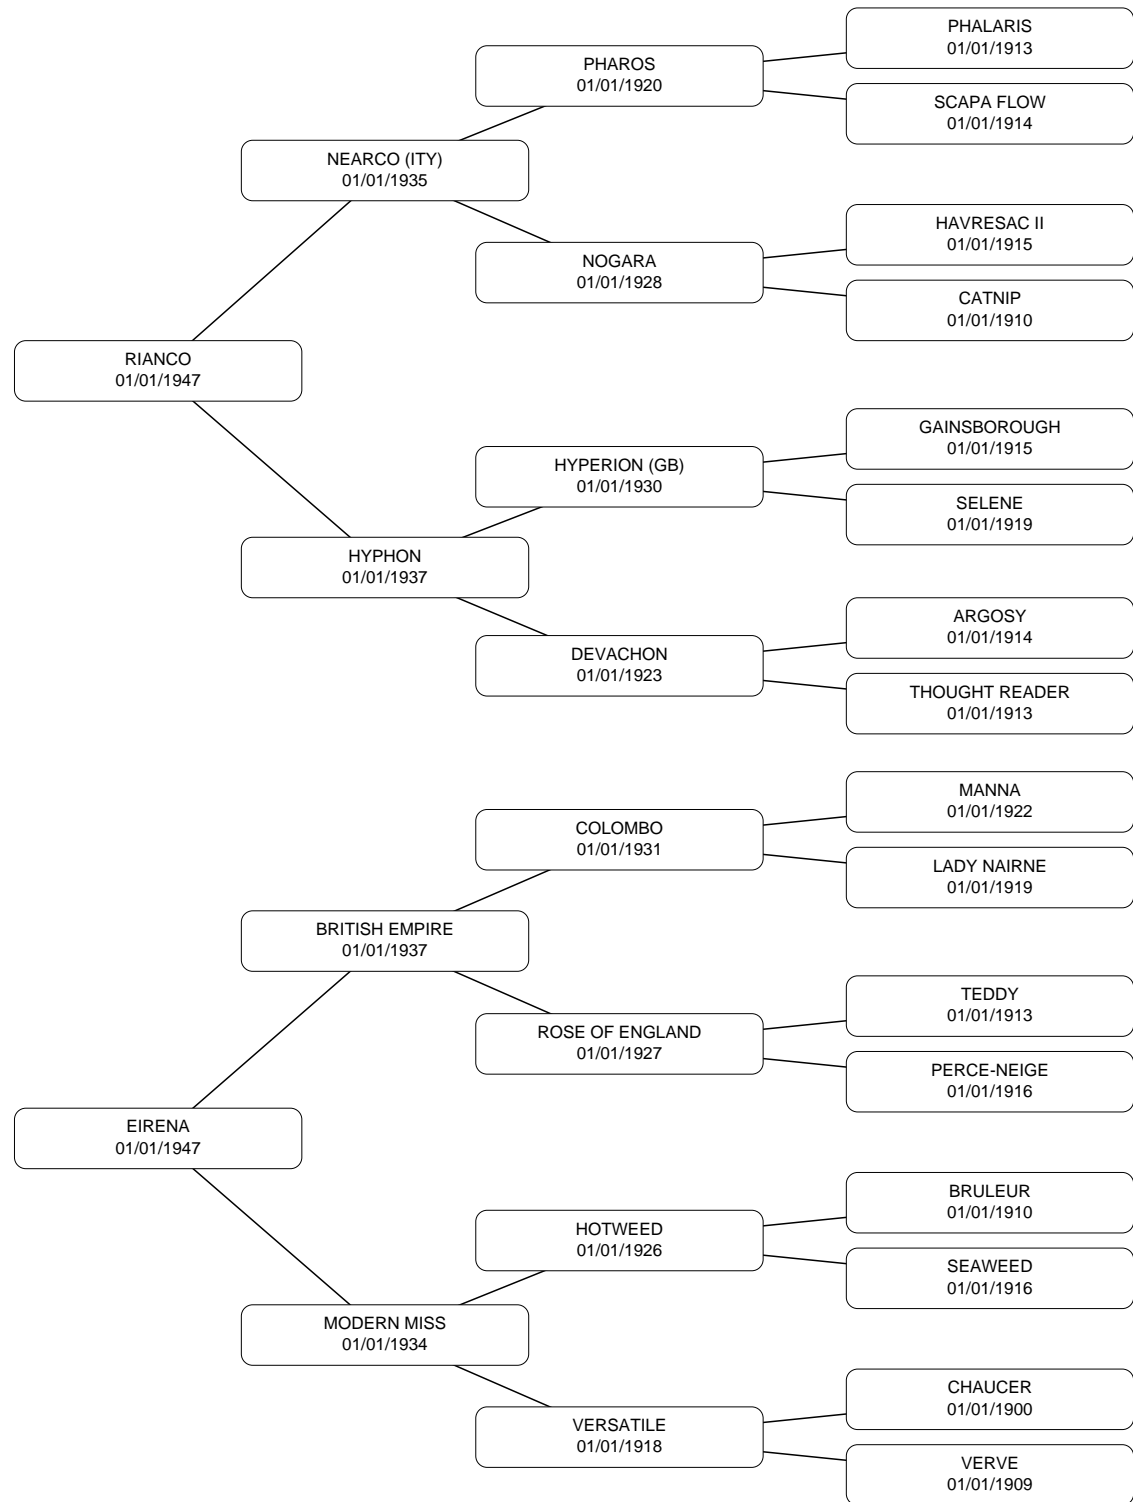 PHALARIS
01/01/1913
PHAROS
01/01/1920
SCAPA FLOW
01/01/1914
NEARCO (ITY)
01/01/1935
HAVRESAC II
01/01/1915
NOGARA
01/01/1928
CATNIP
01/01/1910
RIANCO
01/01/1947
GAINSBOROUGH
01/01/1915
HYPERION (GB)
01/01/1930
SELENE
01/01/1919
HYPHON
01/01/1937
ARGOSY
01/01/1914
DEVACHON
01/01/1923
THOUGHT READER
01/01/1913
MANNA
01/01/1922
COLOMBO
01/01/1931
LADY NAIRNE
01/01/1919
BRITISH EMPIRE
01/01/1937
TEDDY
01/01/1913
ROSE OF ENGLAND
01/01/1927
PERCE-NEIGE
01/01/1916
EIRENA
01/01/1947
BRULEUR
01/01/1910
HOTWEED
01/01/1926
SEAWEED
01/01/1916
MODERN MISS
01/01/1934
CHAUCER
01/01/1900
VERSATILE
01/01/1918
VERVE
01/01/1909